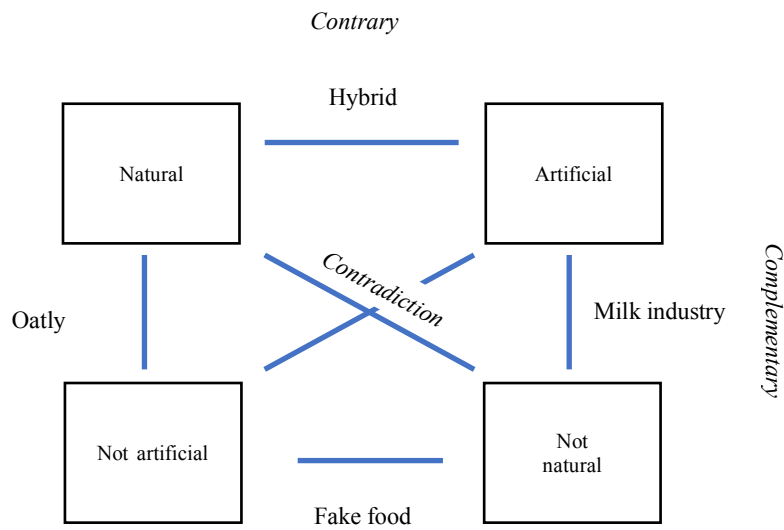 Contrary
Hybrid
Natural
Artificial
Contradiction
Oatly
Milk industry
Complementary
Not artificial
Not
natural
Fake food